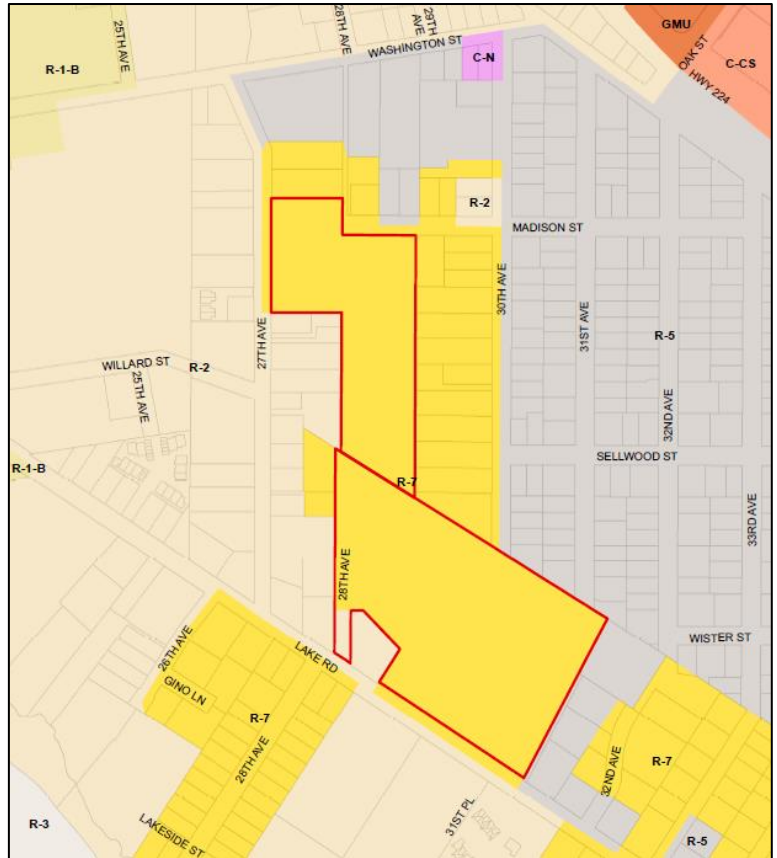 25TH AVE
28TH AVE
29TH AVE
WASHINGTON ST
GMU
OAK ST
HWY 224
C-CS
C-N
R-1-B
R-2
MADISON ST
30TH AVE
31ST AVE
27TH AVE
R-5
WILLARD ST
R-2
25TH AVE
32ND AVE
SELLWOOD ST
R-1-B
R-7
33RD AVE
28TH AVE
WISTER ST
26TH AVE
LAKE RD
GINO LN
R-7
28TH AVE
32ND AVE
R-7
31ST PL
R-3
LAKESIDE ST
R-5